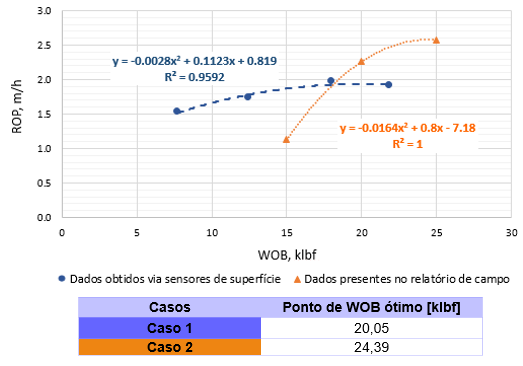 3.0
2.5
2.0
1.5
1.0
0.5
0.0
ROP, m/h
y = -0.0028x² + 0.1123x + 0.819
R² = 0.9592
y = -0.0164x² + 0.8x - 7.18
R² = 1
0 5 10 15 20 25 30
WOB, klbf
Dados obtidos via sensores de superfície Dados presentes no relatório de campo
Casos Ponto de WOB ótimo [klbf]
Caso 1 20,05
Caso 2 24,39